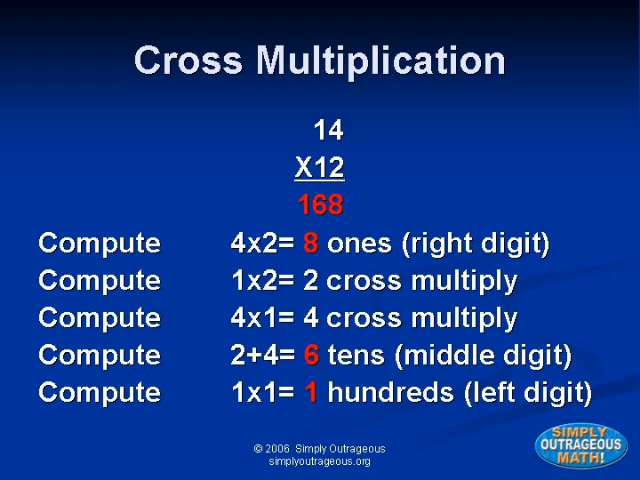 Cross Multiplication
14
X12
168
Compute 4x2= 8 ones (right digit)
Compute 1x2= 2 cross multiply
Compute 4x1= 4 cross multiply
Compute 2+4= 6 tens (middle digit)
Compute 1x1= 1 hundreds (left digit)
© 2006 Simply Outrageous
simplyoutrageous.org
SIMPLY
OUTRAGEOUS
MATH!